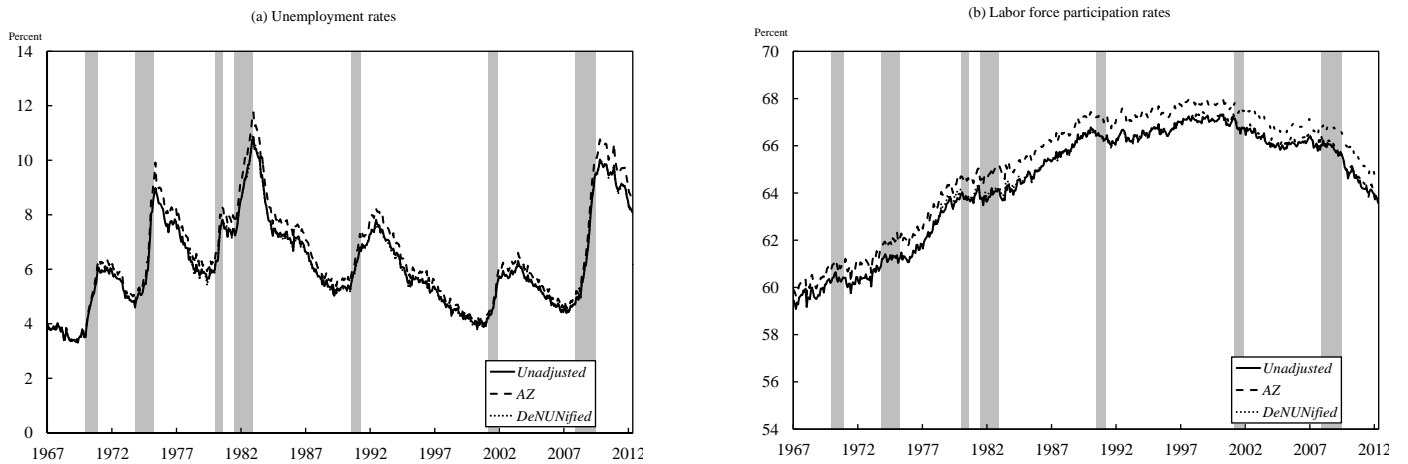 (a) Unemployment rates
Percent
14
12
10
8
6
4
2
0
1967 1972 1977 1982 1987 1992 1997 2002 2007 2012
Unadjusted
AZ
DeNUNified
(b) Labor force participation rates
Percent
70
68
66
64
62
60
58
56
54
1967 1972 1977 1982 1987 1992 1997 2002 2007 2012
Unadjusted
AZ
DeNUNified